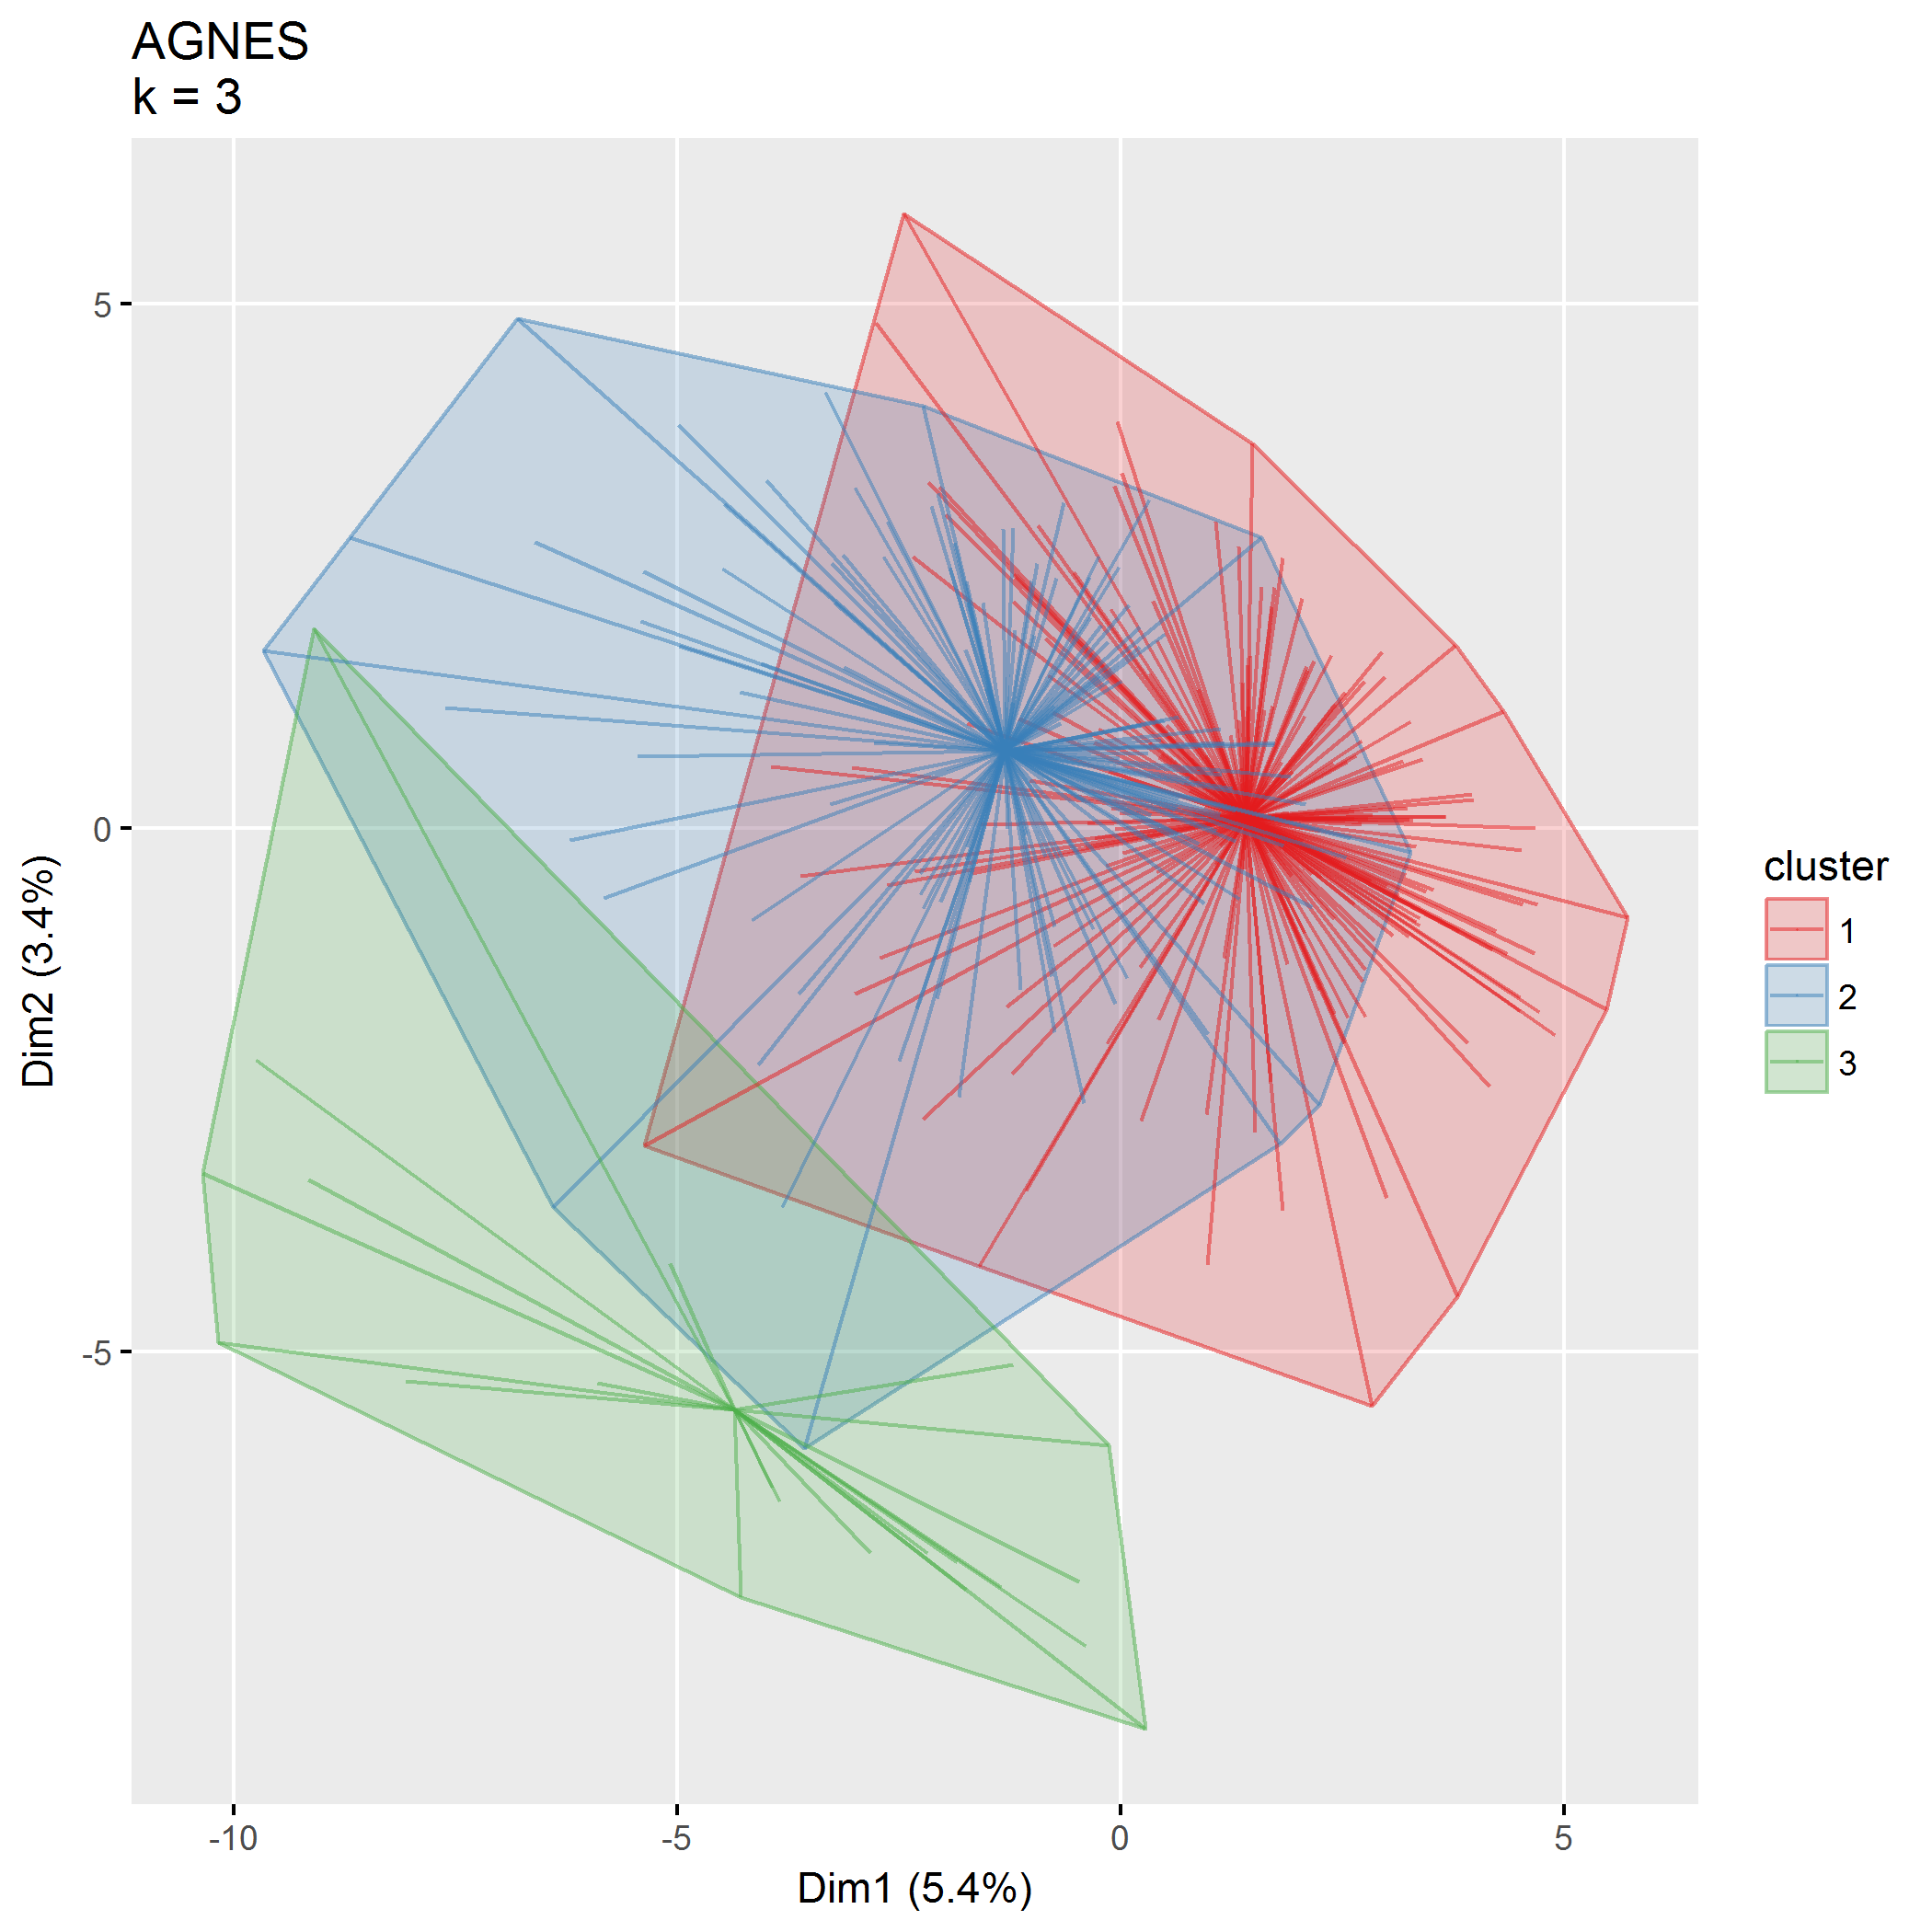 AGNES
k = 3
5
0
-5
Dim2 (3.4%)
-10
-5
0
5
Dim1 (5.4%)
cluster
1
2
3